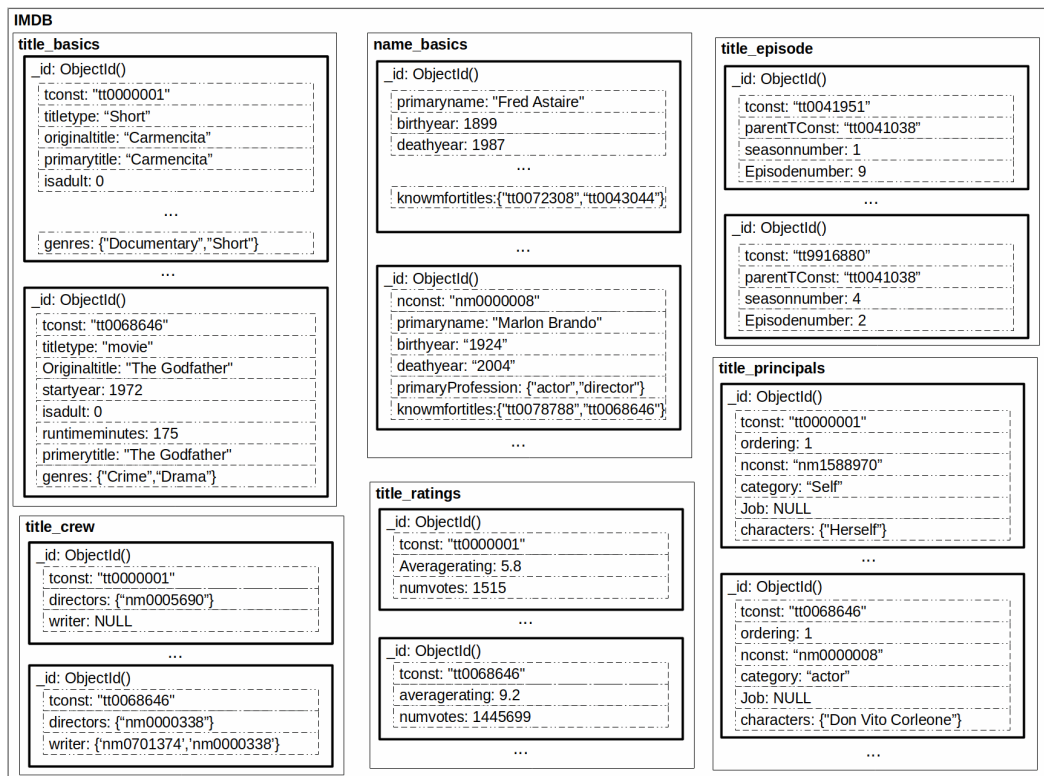 IMDB
title_basics
_id: ObjectId()
tconst: "tt0000001"
titletype: “Short”
originaltitle: “Carmencita”
primarytitle: “Carmencita”
isadult: 0
...
genres: {"Documentary”,”Short"}
...
_id: ObjectId()
tconst: "tt0068646"
titletype: "movie"
Originaltitle: "The Godfather"
startyear: 1972
isadult: 0
runtimeminutes: 175
primerytitle: "The Godfather"
genres: {"Crime”,“Drama”}
title_crew
_id: ObjectId()
tconst: "tt0000001"
directors: {“nm0005690”}
writer: NULL
...
_id: ObjectId()
tconst: "tt0068646"
directors: {“nm0000338”}
writer: {‘nm0701374’,’nm0000338’}
name_basics
_id: ObjectId()
primaryname: "Fred Astaire"
birthyear: 1899
deathyear: 1987
...
knowmfortitles:{"tt0072308”,“tt0043044”}
...
_id: ObjectId()
nconst: "nm0000008"
primaryname: "Marlon Brando"
birthyear: “1924”
deathyear: “2004”
primaryProfession: {"actor”,”director"}
knowmfortitles:{"tt0078788”,”tt0068646"}
...
title_ratings
_id: ObjectId()
tconst: "tt0000001"
Averagerating: 5.8
numvotes: 1515
...
_id: ObjectId()
tconst: "tt0068646"
averagerating: 9.2
numvotes: 1445699
...
title_episode
_id: ObjectId()
tconst: “tt0041951”
parentTConst: “tt0041038”
seasonnumber: 1
Episodenumber: 9
...
_id: ObjectId()
tconst: “tt9916880”
parentTConst: “tt0041038”
seasonnumber: 4
Episodenumber: 2
title_principals
_id: ObjectId()
tconst: "tt0000001"
ordering: 1
nconst: “nm1588970”
category: “Self”
Job: NULL
characters: {"Herself”}
...
_id: ObjectId()
tconst: "tt0068646"
ordering: 1
nconst: “nm0000008”
category: “actor”
Job: NULL
characters: {"Don Vito Corleone”}
...